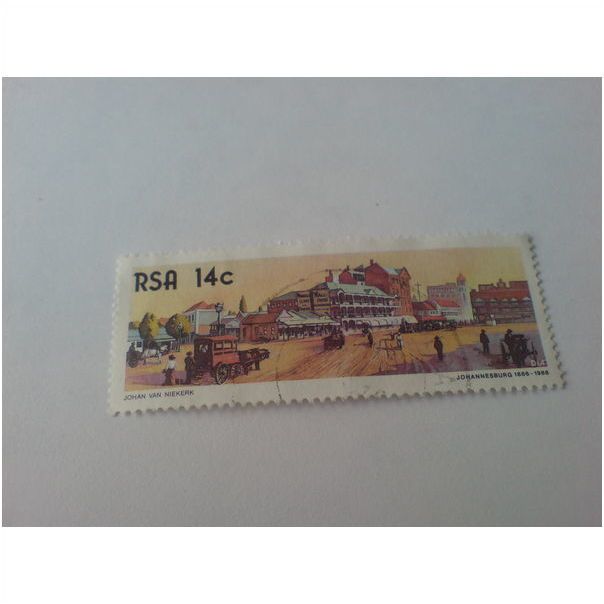 RSA 14c
JOHAN VAN NIEKERK
JOHANNESBURG 1886-1986